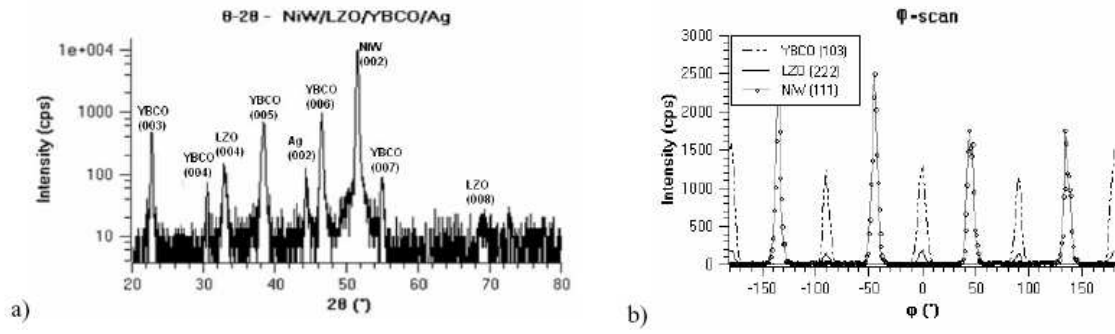 θ-2θ - NiW/LZO/YBCO/Ag
Intensity (cps)
1e+004
1000
100
10
YBCO
(003)
YBCO
(004)
LZO
(004)
YBCO
(005)
Ag
(002)
YBCO
(006)
NiW
(002)
YBCO
(007)
LZO
(008)
20
30
40
50
60
70
80
2θ (°)
a)
φ-scan
Intensity (cps)
3000
2500
2000
1500
1000
500
0
YBCO (103)
LZO (222)
NiW (111)
-150
-100
-50
0
50
100
150
φ (°)
b)